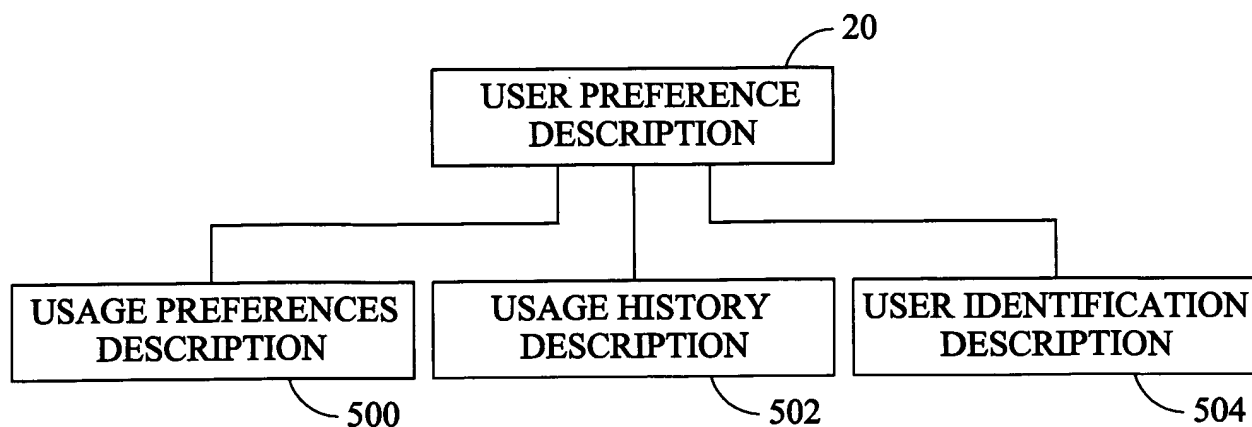 20
USER PREFERENCE
DESCRIPTION
USAGE PREFERENCES
DESCRIPTION
500
USAGE HISTORY
DESCRIPTION
502
USER IDENTIFICATION
DESCRIPTION
504